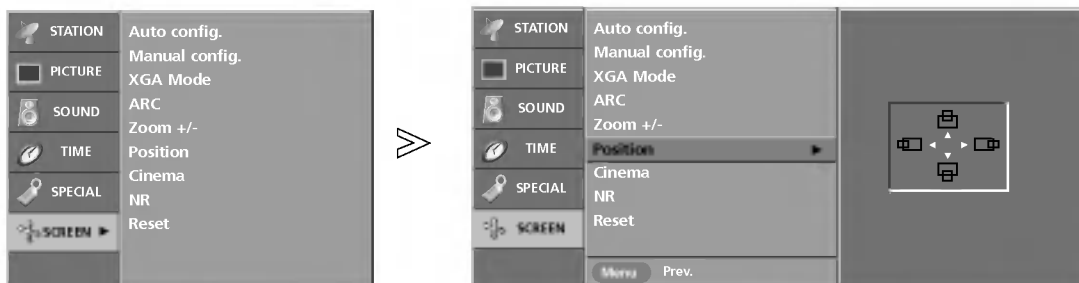 STATION
PICTURE
SOUND
TIME
SPECIAL
SCREEN
Auto config.
Manual config.
XGA Mode
ARC
Zoom +/-
Position
Cinema
NR
Reset
STATION
PICTURE
SOUND
TIME
SPECIAL
SCREEN
Auto config.
Manual config.
XGA Mode
ARC
Zoom +/-
Position
Cinema
NR
Reset
Menu Prev.